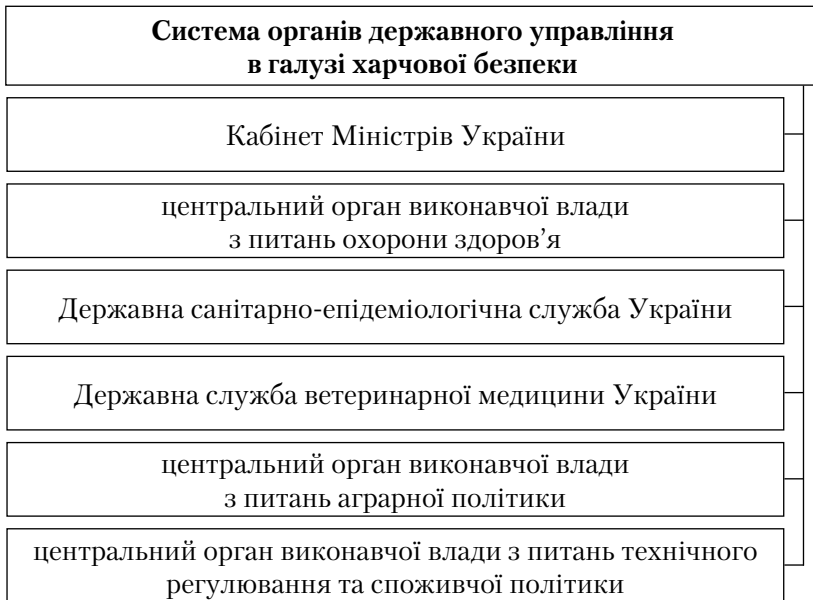 Система органів державного управління
в галузі харчової безпеки
Кабінет Міністрів України
центральний орган виконавчої влади
з питань охорони здоров’я
Державна санітарно-епідеміологічна служба України
Державна служба ветеринарної медицини України
центральний орган виконавчої влади
з питань аграрної політики
центральний орган виконавчої влади з питань технічного
регулювання та споживчої політики